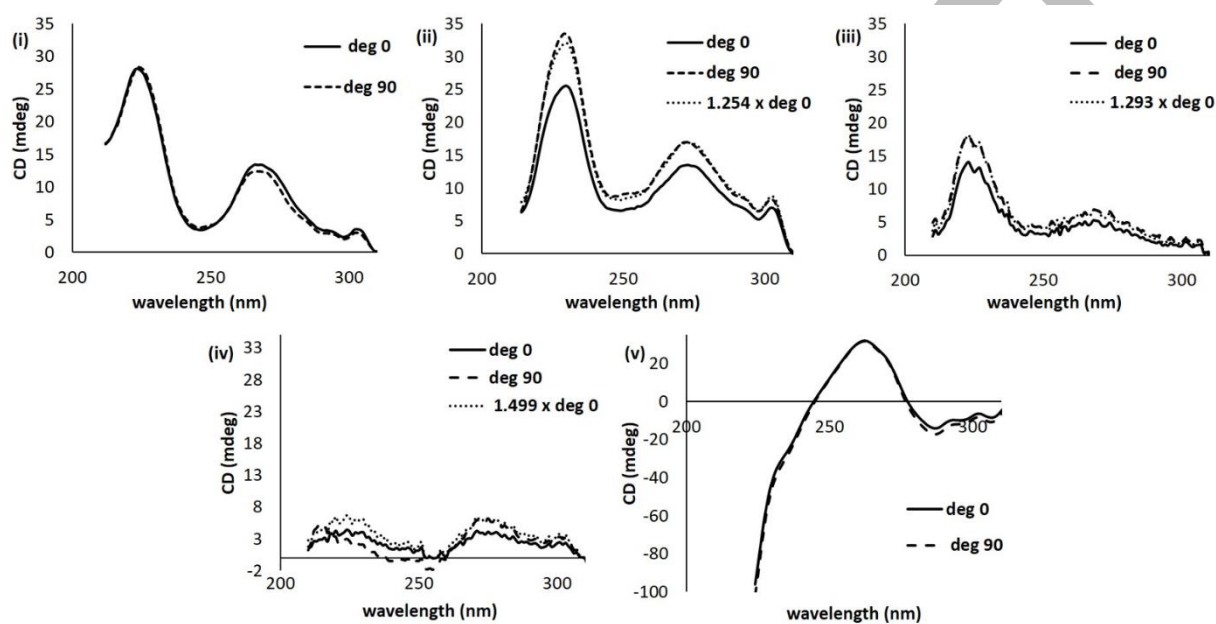 (i)
35
30
25
20
15
10
5
0
CD (mdeg)
deg 0
deg 90
200
250
300
wavelength (nm)
(ii)
35
30
25
20
15
10
5
0
CD (mdeg)
deg 0
deg 90
1.254 x deg 0
200
250
300
wavelength (nm)
(iii)
35
30
25
20
15
10
5
0
CD (mdeg)
deg 0
deg 90
1.293 x deg 0
200
250
300
wavelength (nm)
(iv)
33
28
23
18
13
8
3
-2
CD (mdeg)
deg 0
deg 90
1.499 x deg 0
200
250
300
wavelength (nm)
(v)
20
0
-20
-40
-60
-80
-100
CD (mdeg)
200
250
300
deg 0
deg 90
wavelength (nm)